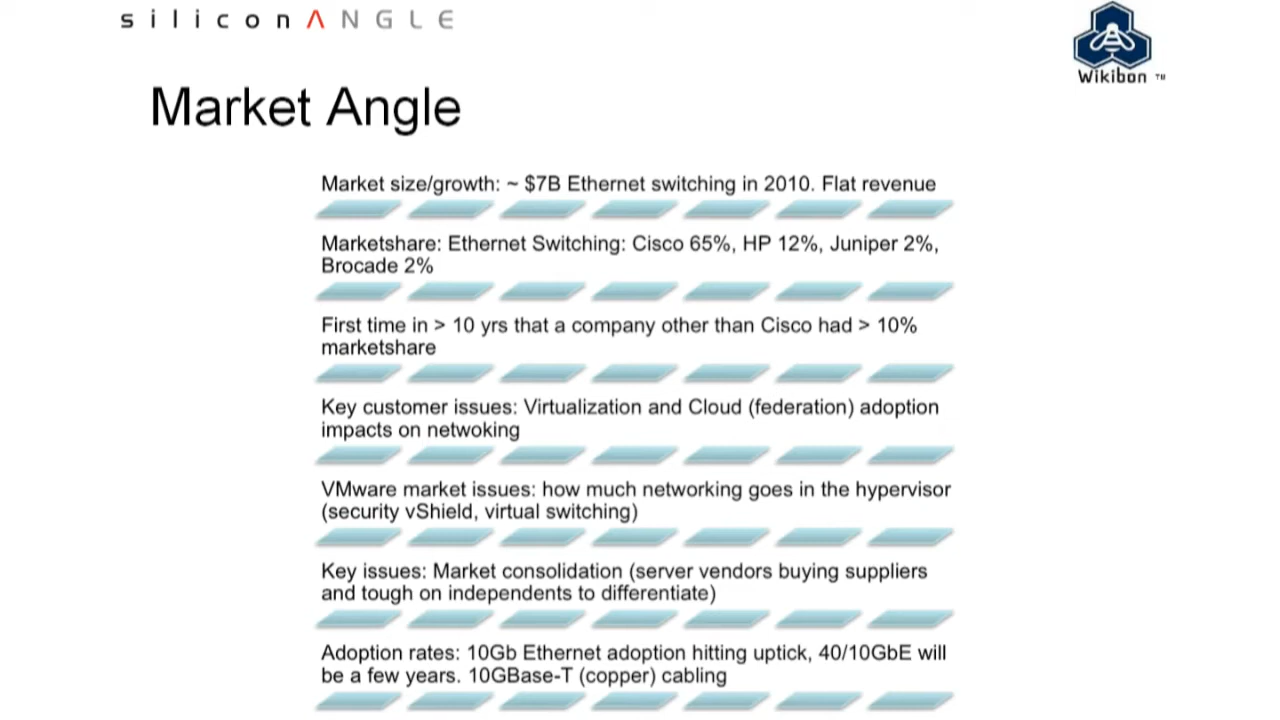 siliconANGLE
Wikibon TM
Market Angle
Market size/growth: ~ $7B Ethernet switching in 2010. Flat revenue
Marketshare: Ethernet Switching: Cisco 65%, HP 12%, Juniper 2%,
Brocade 2%
First time in > 10 yrs that a company other than Cisco had > 10%
marketshare
Key customer issues: Virtualization and Cloud (federation) adoption
impacts on netwoking
VMware market issues: how much networking goes in the hypervisor
(security vShield, virtual switching)
Key issues: Market consolidation (server vendors buying suppliers
and tough on independents to differentiate)
Adoption rates: 10Gb Ethernet adoption hitting uptick, 40/10GbE will
be a few years. 10GBase-T (copper) cabling